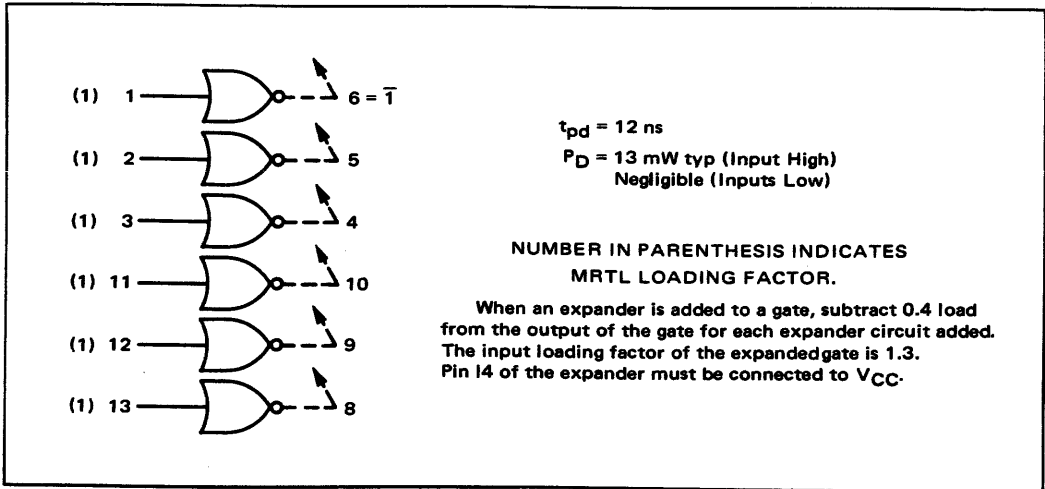 (1) 1 6 = 1̅
(1) 2 5
(1) 3 4
(1) 11 10
(1) 12 9
(1) 13 8
tpd = 12 ns
PD = 13 mW typ (Input High)
Negligible (Inputs Low)
NUMBER IN PARENTHESIS INDICATES
MRTL LOADING FACTOR.
When an expander is added to a gate, subtract 0.4 load
from the output of the gate for each expander circuit added.
The input loading factor of the expandedgate is 1.3.
Pin I4 of the expander must be connected to VCC.